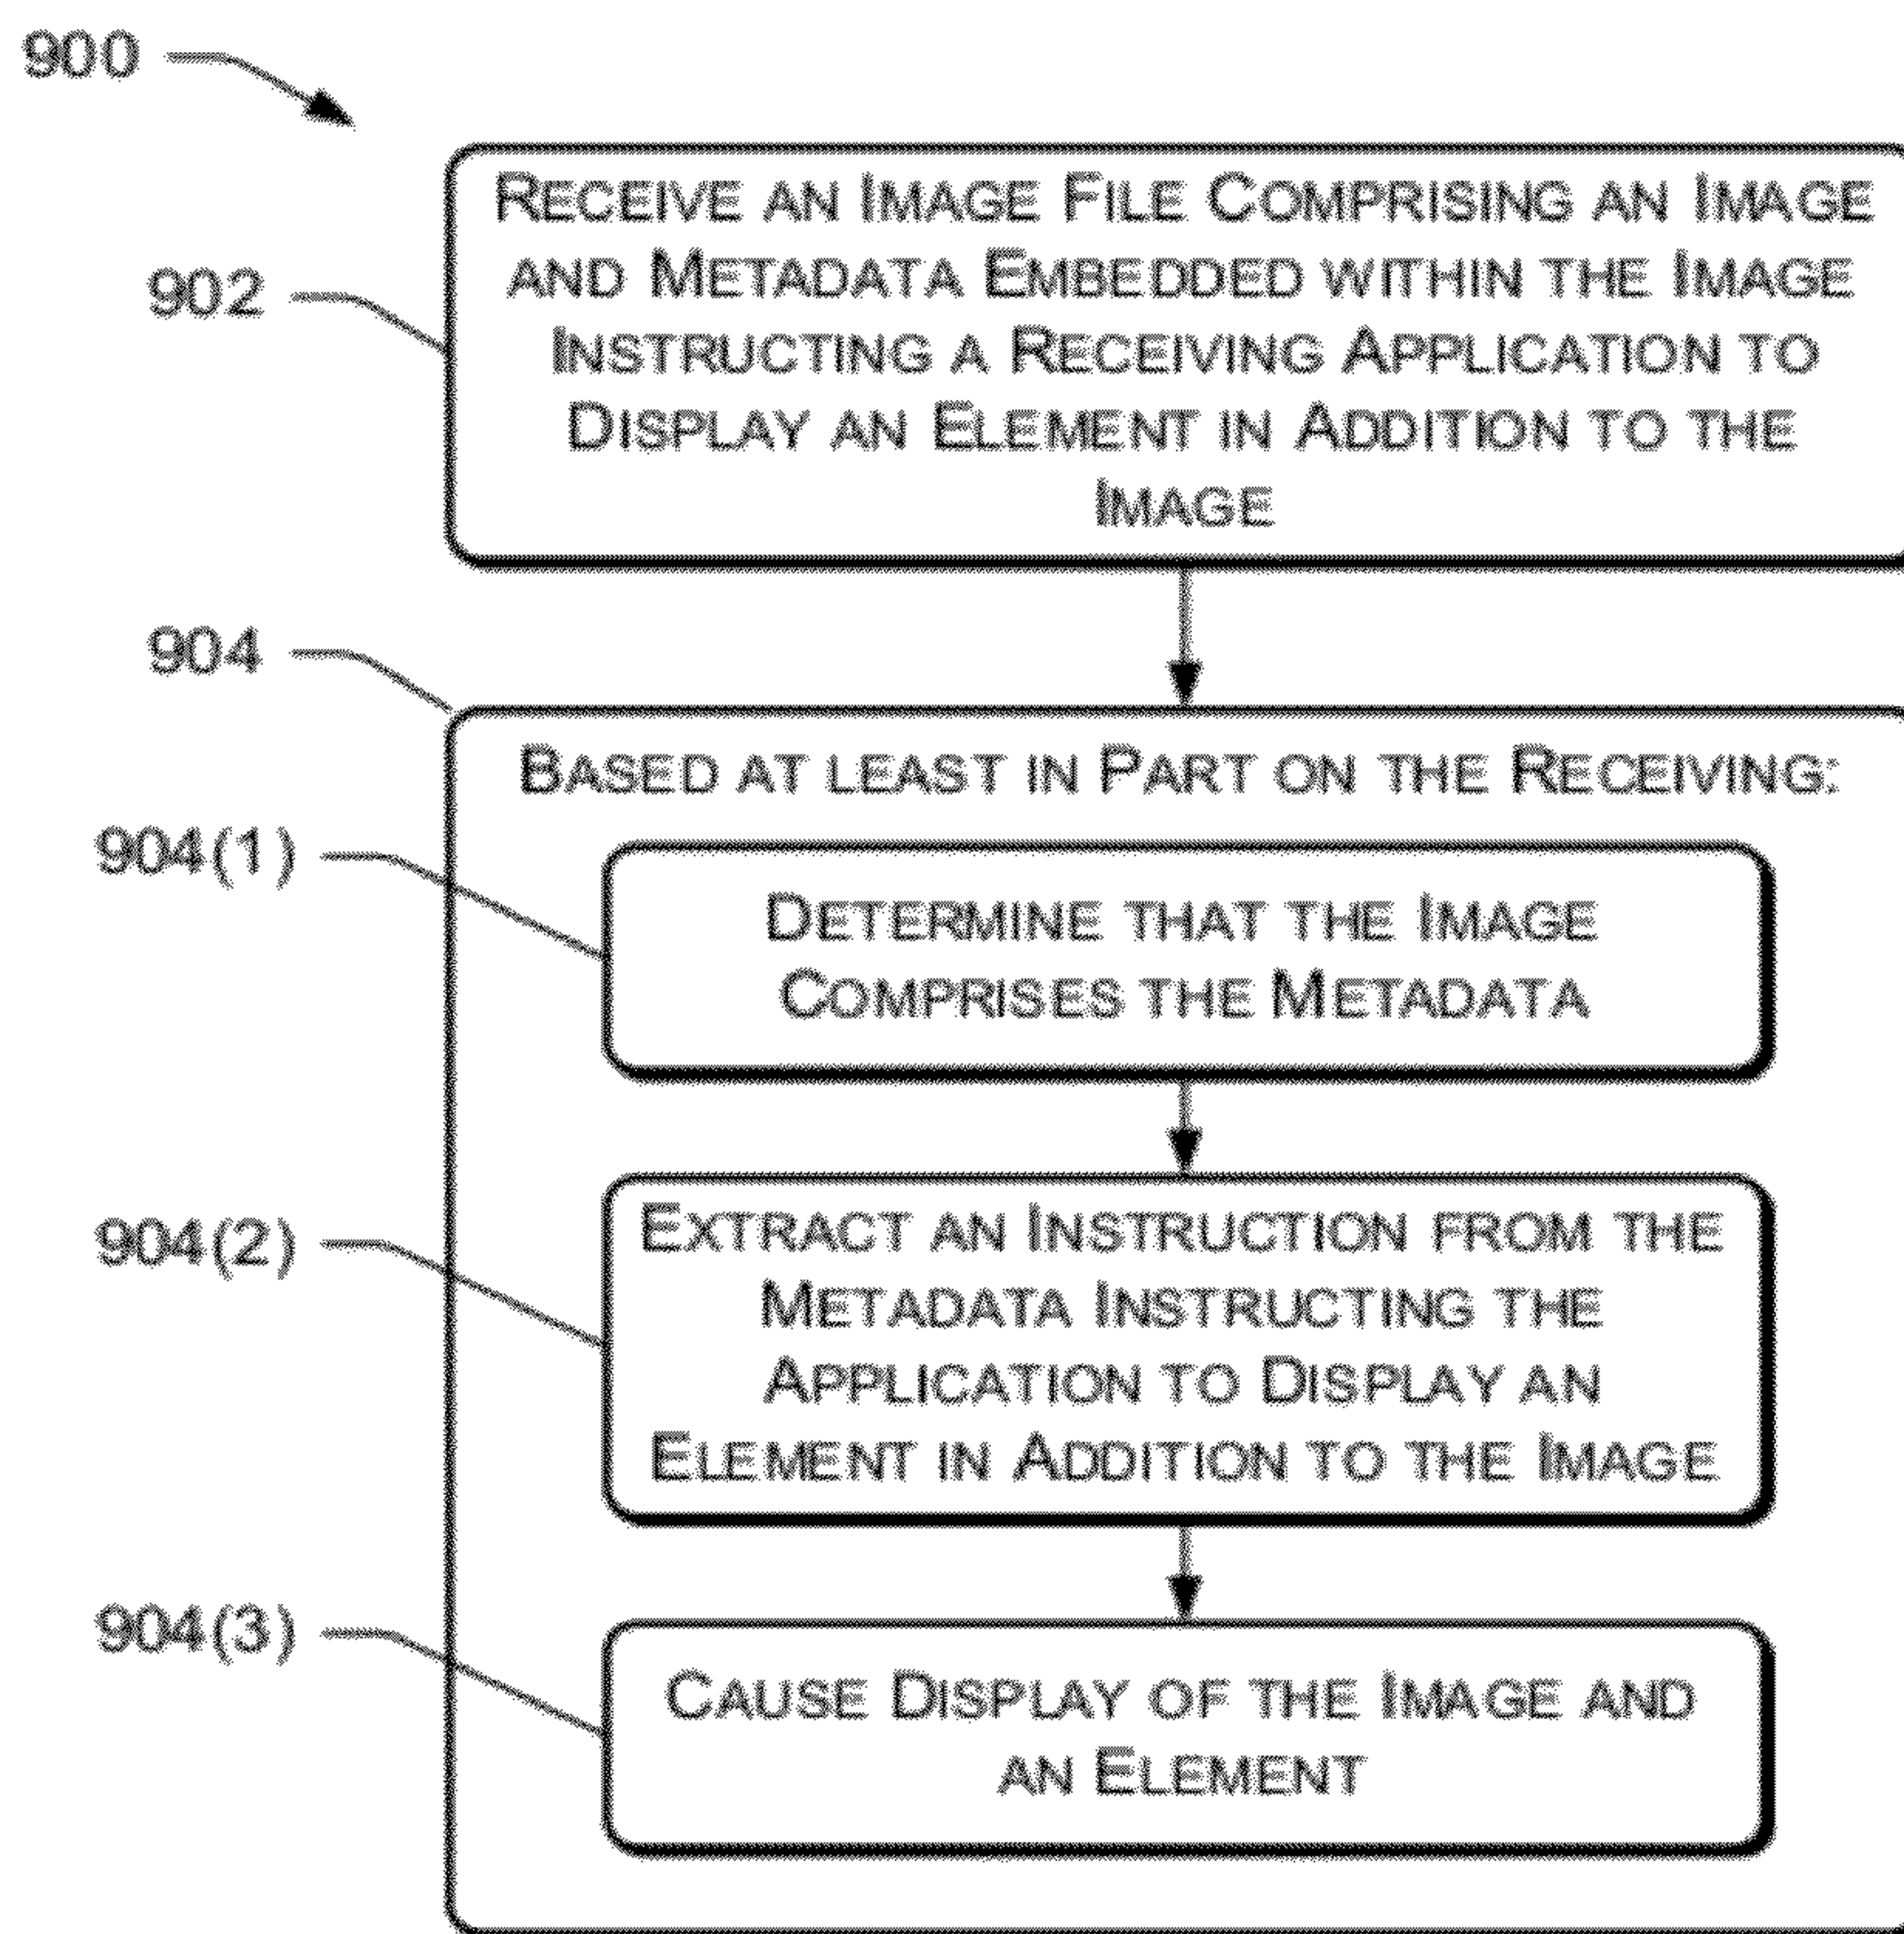 900
902
RECEIVE AN IMAGE FILE COMPRISING AN IMAGE
AND METADATA EMBEDDED WITHIN THE IMAGE
INSTRUCTING A RECEIVING APPLICATION TO
DISPLAY AN ELEMENT IN ADDITION TO THE
IMAGE
904
BASED AT LEAST IN PART ON THE RECEIVING:
904(1)
DETERMINE THAT THE IMAGE
COMPRISES THE METADATA
904(2)
EXTRACT AN INSTRUCTION FROM THE
METADATA INSTRUCTING THE
APPLICATION TO DISPLAY AN
ELEMENT IN ADDITION TO THE IMAGE
904(3)
CAUSE DISPLAY OF THE IMAGE AND
AN ELEMENT